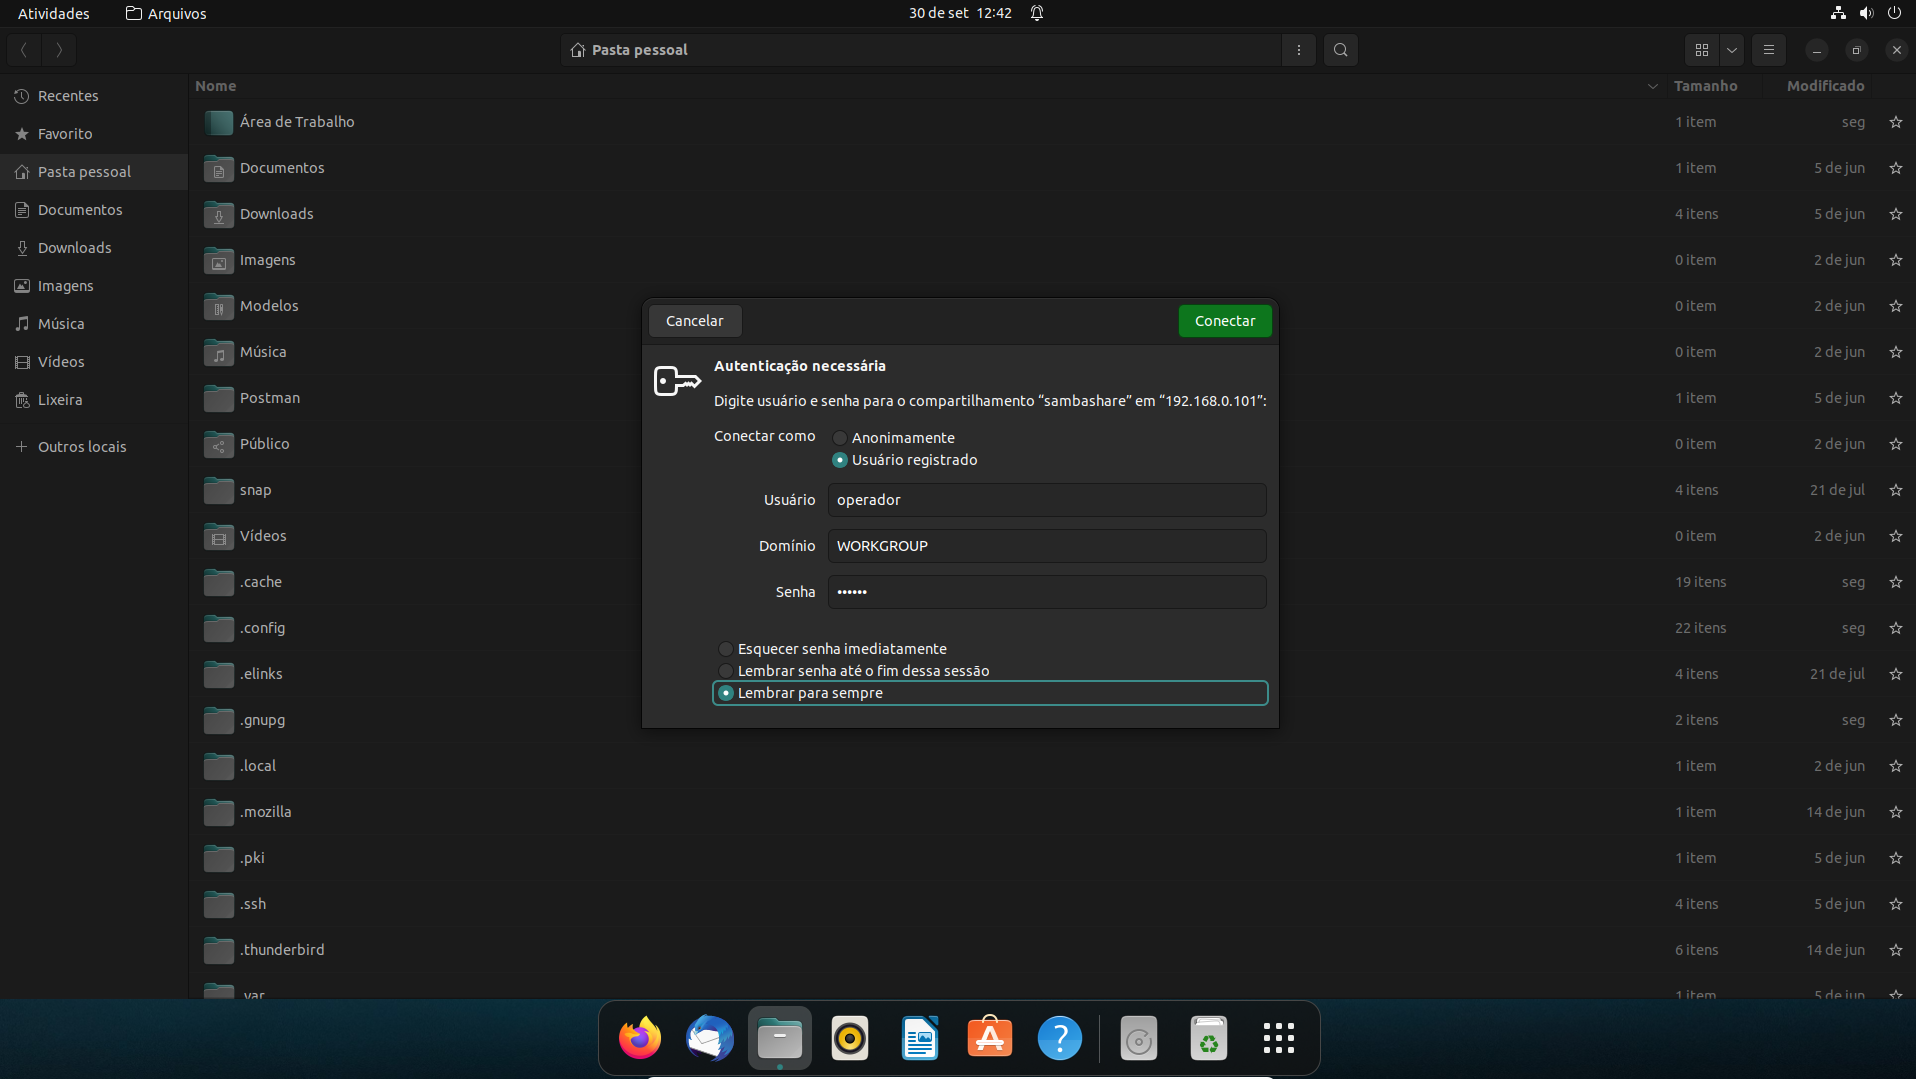 Atividades Arquivos 30 de set 12:42
Pasta pessoal
Nome Tamanho Modificado
Recentes
Favorito
Pasta pessoal
Documentos
Downloads
Imagens
Música
Vídeos
Lixeira
Outros locais
Área de Trabalho 1 item seg
Documentos 1 item 5 de jun
Downloads 4 itens 5 de jun
Imagens 0 item 2 de jun
Modelos 0 item 2 de jun
Música 0 item 2 de jun
Postman 1 item 5 de jun
Público 0 item 2 de jun
snap 4 itens 21 de jul
Vídeos 0 item 2 de jun
.cache 19 itens seg
.config 22 itens seg
.elinks 4 itens 21 de jul
.gnupg 2 itens seg
.local 1 item 2 de jun
.mozilla 1 item 14 de jun
.pki 1 item 5 de jun
.ssh 4 itens 5 de jun
.thunderbird 6 itens 14 de jun
.var 1 item 5 de jun
Cancelar Conectar
Autenticação necessária
Digite usuário e senha para o compartilhamento “sambashare” em “192.168.0.101”:
Conectar como Anonimamente
Usuário registrado
Usuário operador
Domínio WORKGROUP
Senha ••••••
Esquecer senha imediatamente
Lembrar senha até o fim dessa sessão
Lembrar para sempre